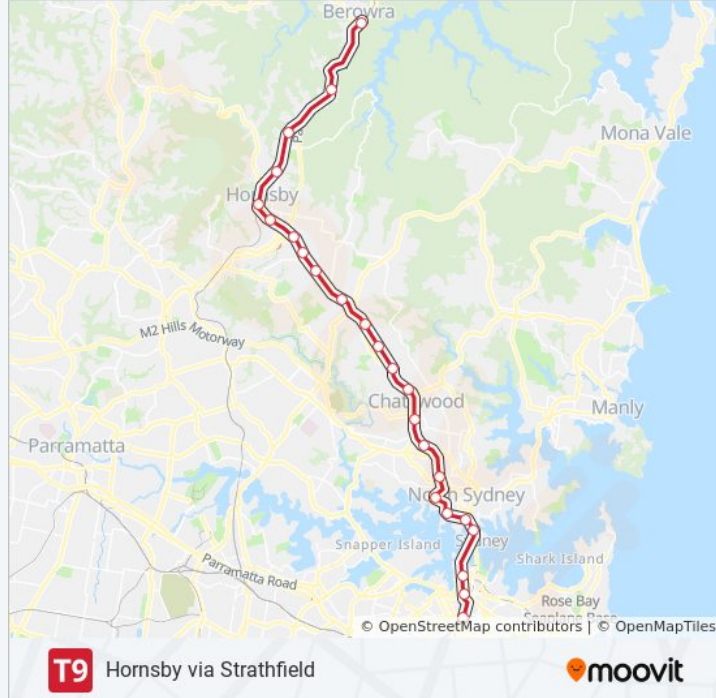 Berowra
Mona Vale
Hornsby
M2 Hills Motorway
Chatswood
Manly
Parramatta
North Sydney
Snapper Island
Sydney
Shark Island
Parramatta Road
Rose Bay
© OpenStreetMap contributors | © OpenMapTiles
T9 Hornsby via Strathfield
moovit